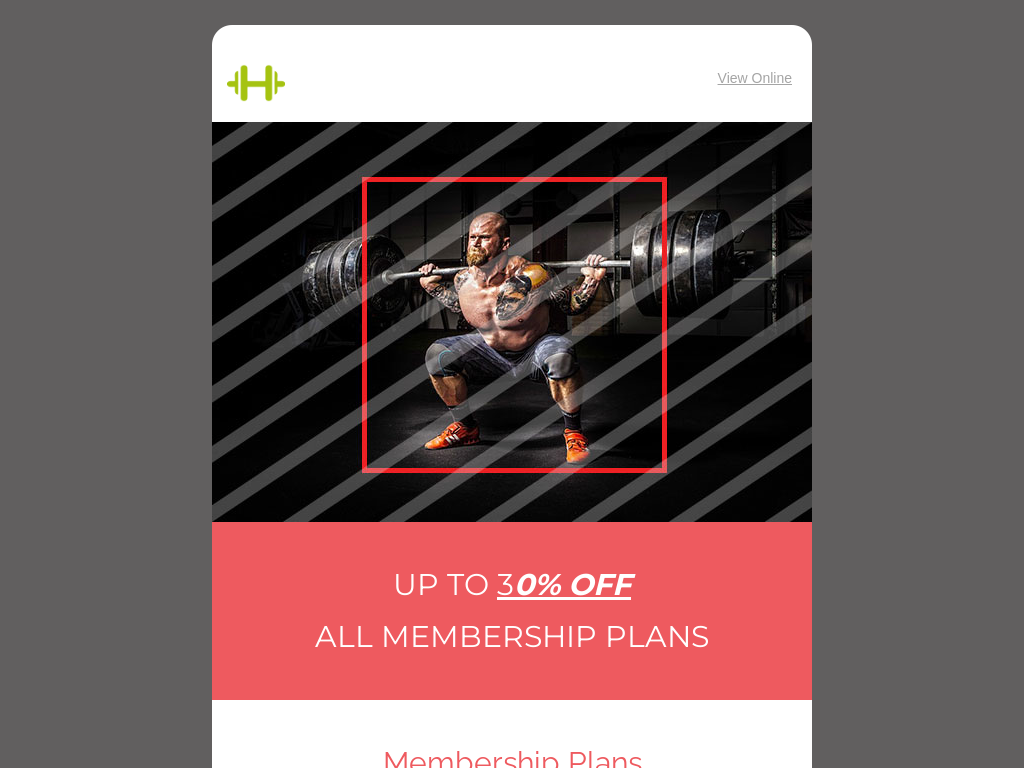 View Online
UP TO 30% OFF
ALL MEMBERSHIP PLANS
Membership Plans